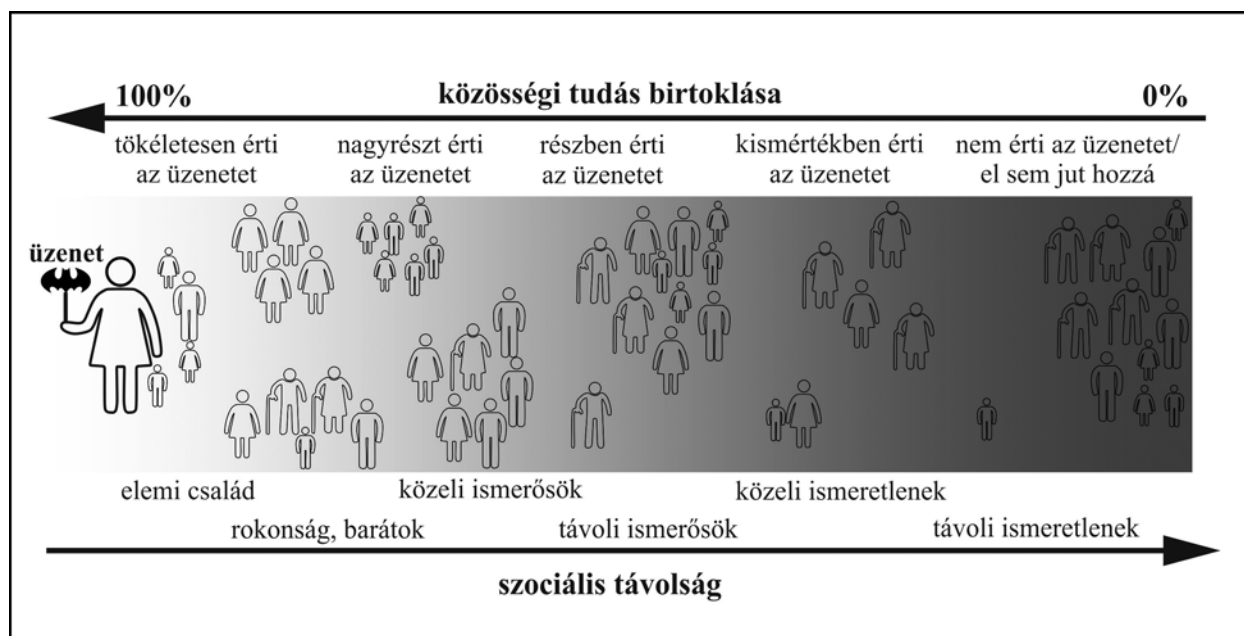 100% közösségi tudás birtoklása 0%
tökéletesen érti
az üzenetet
nagyrészt érti
az üzenetet
részben érti
az üzenetet
kismértékben érti
az üzenetet
nem érti az üzenetet/
el sem jut hozzá
üzenet
elemi család
rokonság, barátok
közeli ismerősök
távoli ismerősök
közeli ismeretlenek
távoli ismeretlenek
szociális távolság